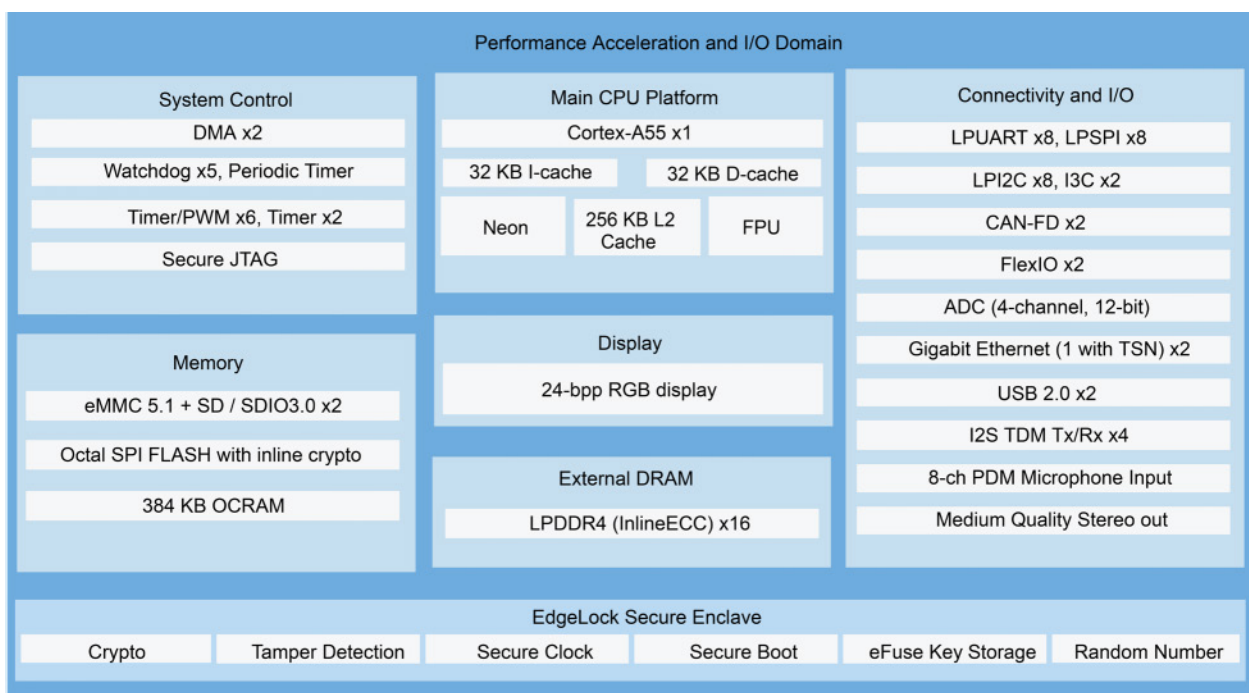 Performance Acceleration and I/O Domain
System Control
DMA x2
Watchdog x5, Periodic Timer
Timer/PWM x6, Timer x2
Secure JTAG
Memory
eMMC 5.1 + SD / SDIO3.0 x2
Octal SPI FLASH with inline crypto
384 KB OCRAM
Main CPU Platform
Cortex-A55 x1
32 KB I-cache
32 KB D-cache
Neon
256 KB L2
Cache
FPU
Display
24-bpp RGB display
External DRAM
LPDDR4 (InlineECC) x16
Connectivity and I/O
LPUART x8, LPSPI x8
LPI2C x8, I3C x2
CAN-FD x2
FlexIO x2
ADC (4-channel, 12-bit)
Gigabit Ethernet (1 with TSN) x2
USB 2.0 x2
I2S TDM Tx/Rx x4
8-ch PDM Microphone Input
Medium Quality Stereo out
EdgeLock Secure Enclave
Crypto
Tamper Detection
Secure Clock
Secure Boot
eFuse Key Storage
Random Number